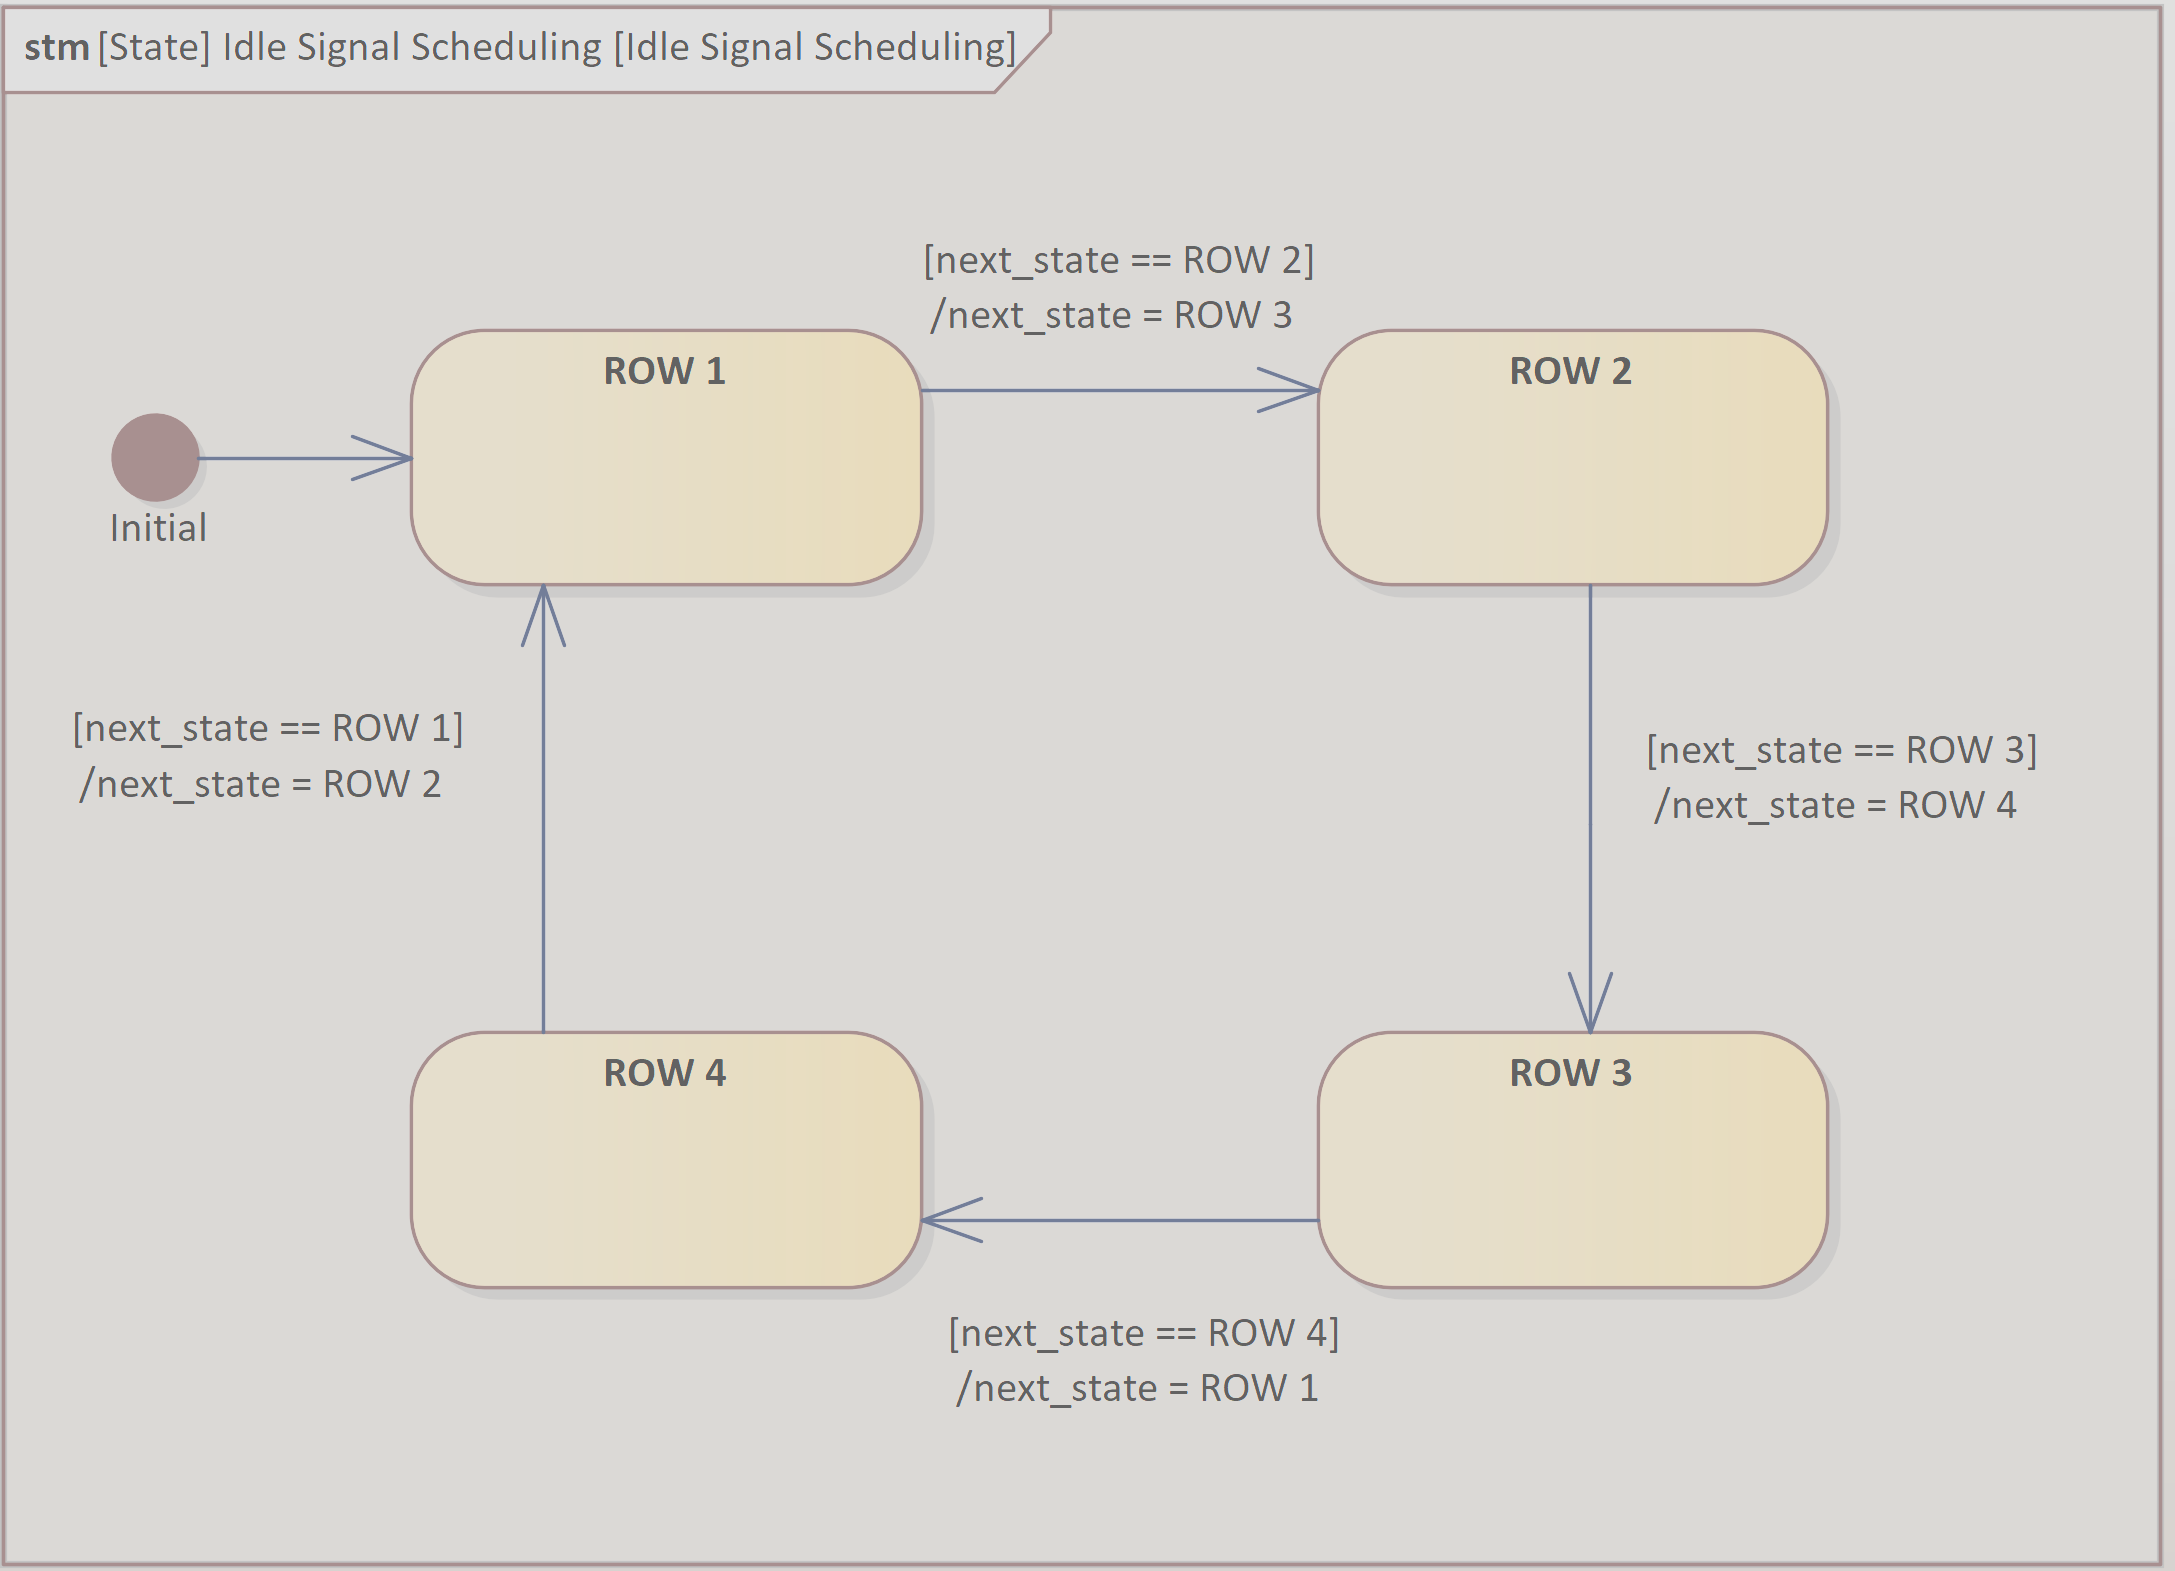 stm [State] Idle Signal Scheduling [Idle Signal Scheduling]
[next_state == ROW 2]
/next_state = ROW 3
ROW 1
ROW 2
Initial
[next_state == ROW 1]
/next_state = ROW 2
[next_state == ROW 3]
/next_state = ROW 4
ROW 4
ROW 3
[next_state == ROW 4]
/next_state = ROW 1